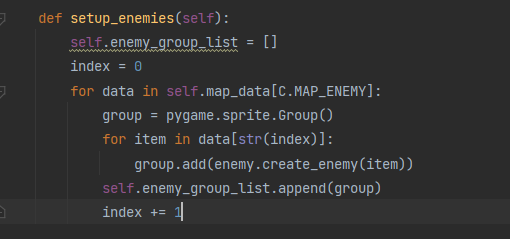 def setup_enemies(self):
self.enemy_group_list = []
index = 0
for data in self.map_data[C.MAP_ENEMY]:
group = pygame.sprite.Group()
for item in data[str(index)]:
group.add(enemy.create_enemy(item))
self.enemy_group_list.append(group)
index += 1